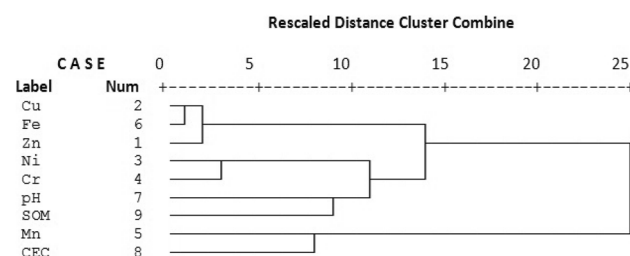 Rescaled Distance Cluster Combine
C A S E 0 5 10 15 20 25
Label Num
Cu 2
Fe 6
Zn 1
Ni 3
Cr 4
pH 7
SOM 9
Mn 5
CEC 8